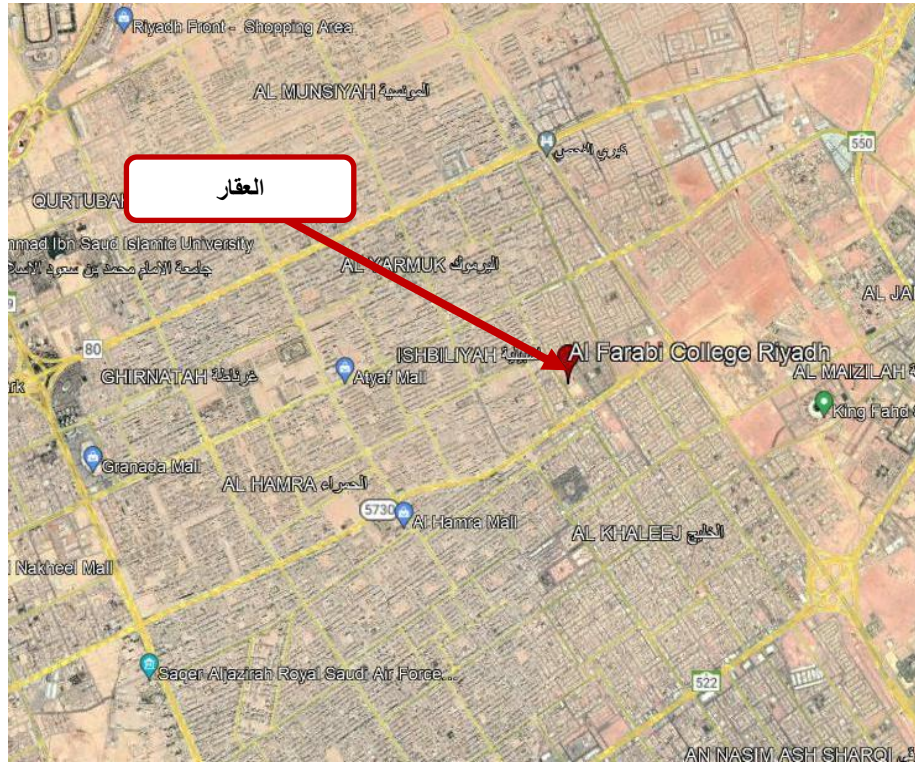 Riyadh Front - Shopping Area
AL MUNSIYAH المونسية
كبري الفحص
550
العقار
QURTUBAH
mmad Ibn Saud Islamic University
جامعة الامام محمد بن سعود الاسلا
AL YARMUK اليرموك
AL JA
80
ISHBILIYAH
Al Farabi College Riyadh
GHIRNATAH غرناطة
Atyaf Mall
AL MAIZILAH
ark
King Fahd
Granada Mall
AL HAMRA الحمراء
5730
Al Hamra Mall
AL KHALEEJ الخليج
l Nakheel Mall
Saqer Aljazirah Royal Saudi Air Force...
522
AN NASIM ASH SHARQI